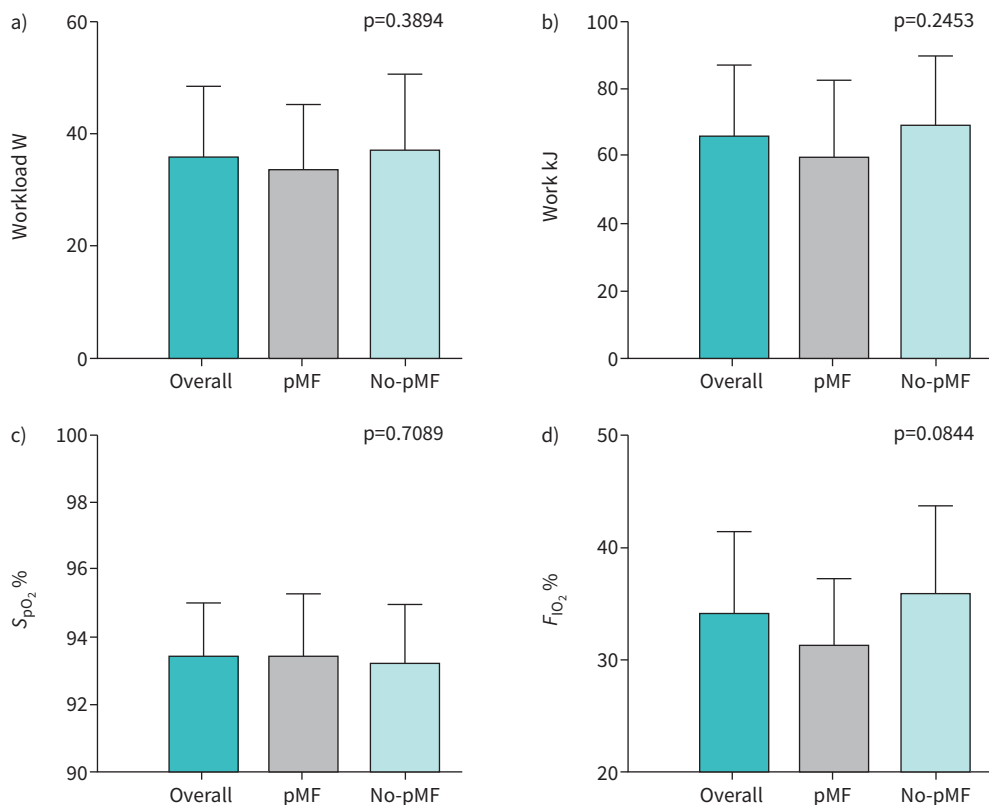 a)
p=0.3894
Workload W
60
40
20
0
Overall pMF No-pMF
b)
p=0.2453
Work kJ
100
80
60
40
20
0
Overall pMF No-pMF
c)
p=0.7089
SpO2 %
100
98
96
94
92
90
Overall pMF No-pMF
d)
p=0.0844
FIO2 %
50
40
30
20
Overall pMF No-pMF